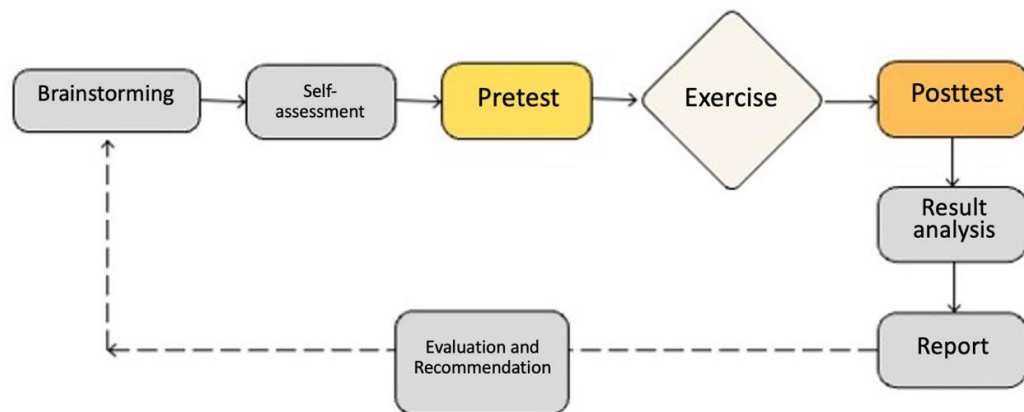 Brainstorming
Self-
assessment
Pretest
Exercise
Posttest
Result
analysis
Report
Evaluation and
Recommendation